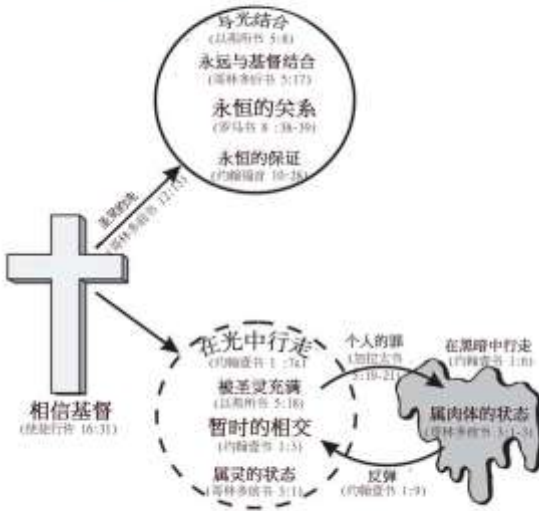 与光结合
(以弗所书 5:8)
永远与基督结合
(哥林多后书 5:17)
永恒的关系
(罗马书 8 :38-39)
永恒的保证
(约翰福音 10:28)
(哥林多前书 12:13)
相信基督
(使徒行传 16:31)
在光中行走
(约翰壹书 1 :7a)
被圣灵充满
(以弗所书 5:18)
暂时的相交
(约翰壹书 1:3)
属灵的状态
(哥林多前书 3:1)
个人的罪
(加拉太书
5:19-21)
在黑暗中行走
(约翰壹书 1:6)
属肉体的状态
(哥林多前书 3:1-3)
反弹
(约翰壹书 1:9)